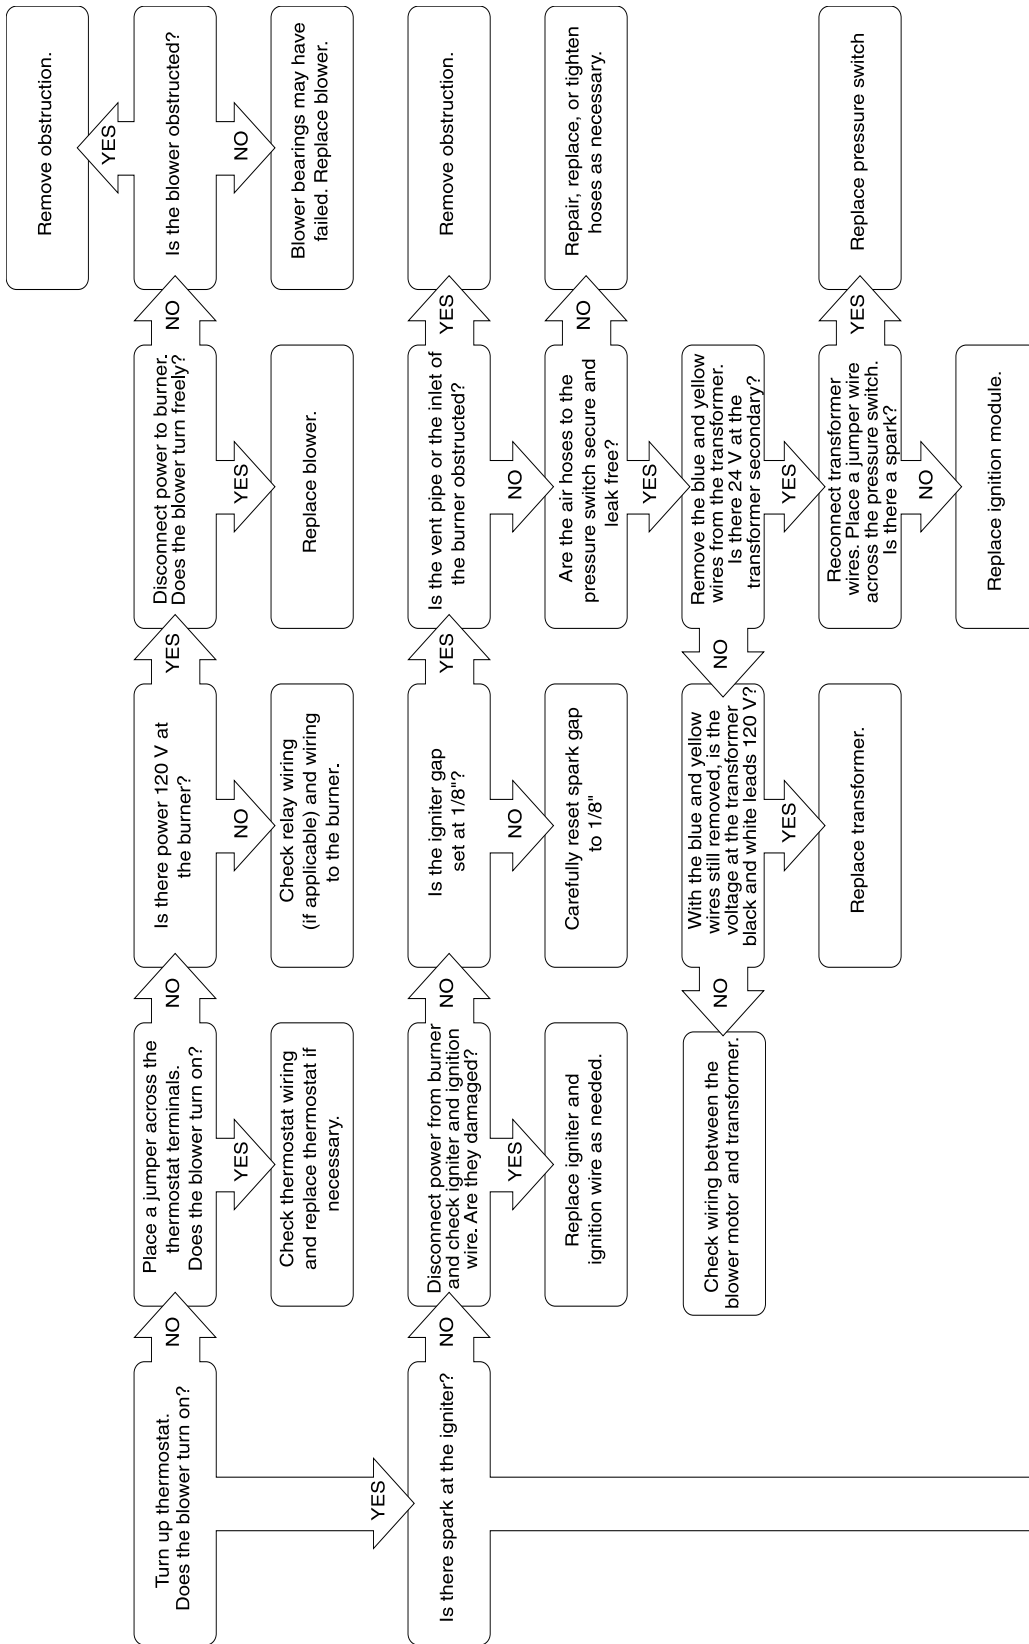 Turn up thermostat.
Does the blower turn on?
NO
Place a jumper across the
thermostat terminals.
Does the blower turn on?
NO
Is there power 120 V at
the burner?
YES
Disconnect power to burner.
Does the blower turn freely?
NO
Is the blower obstructed?
YES
Remove obstruction.
NO
Blower bearings may have
failed. Replace blower.
YES
Check thermostat wiring
and replace thermostat if
necessary.
NO
Check relay wiring
(if applicable) and wiring
to the burner.
YES
Replace blower.
YES
Is there spark at the igniter?
NO
Disconnect power from burner
and check igniter and ignition
wire. Are they damaged?
NO
Is the igniter gap
set at 1/8"?
YES
Is the vent pipe or the inlet of
the burner obstructed?
YES
Remove obstruction.
YES
Replace igniter and
ignition wire as needed.
NO
Carefully reset spark gap
to 1/8"
NO
Are the air hoses to the
pressure switch secure and
leak free?
NO
Repair, replace, or tighten
hoses as necessary.
YES
Remove the blue and yellow
wires from the transformer.
Is there 24 V at the
transformer secondary?
NO
With the blue and yellow
wires still removed, is the
voltage at the transformer
black and white leads 120 V?
NO
Check wiring between the
blower motor and transformer.
YES
Replace transformer.
YES
Reconnect transformer
wires. Place a jumper wire
across the pressure switch.
Is there a spark?
YES
Replace pressure switch
NO
Replace ignition module.